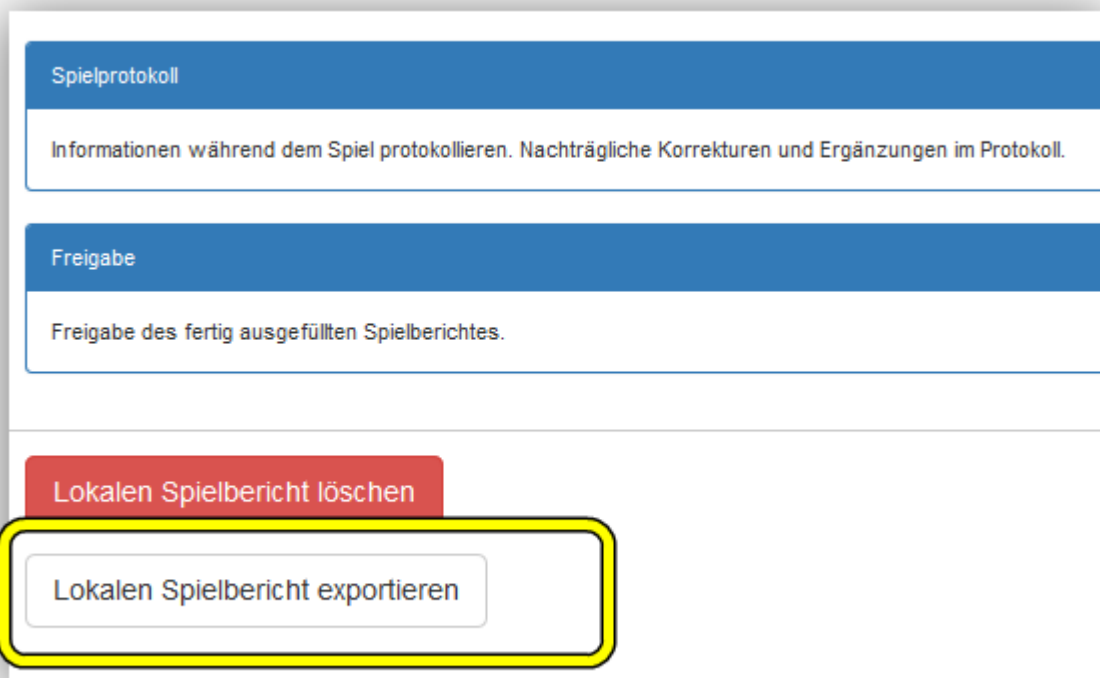 Spielprotokoll
Informationen während dem Spiel protokollieren. Nachträgliche Korrekturen und Ergänzungen im Protokoll.
Freigabe
Freigabe des fertig ausgefüllten Spielberichtes.
Lokalen Spielbericht löschen
Lokalen Spielbericht exportieren